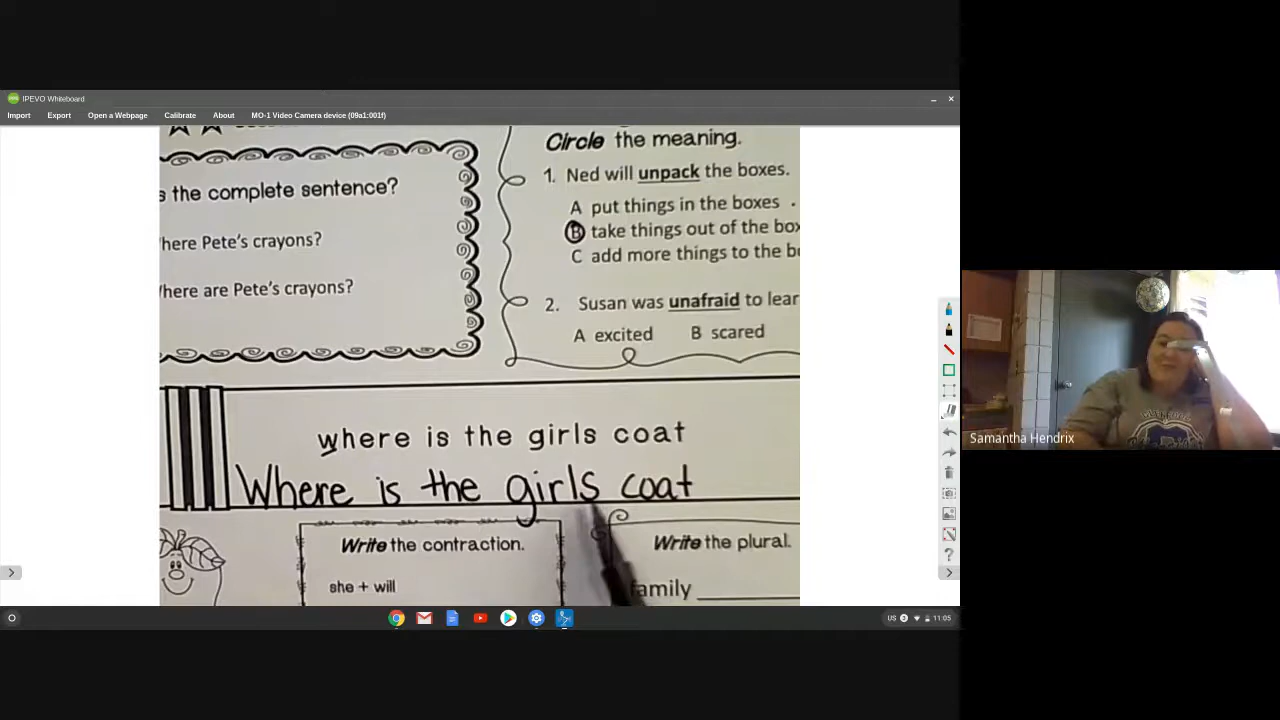 IPEVO Whiteboard
Import Export Open a Webpage Calibrate About MO-1 Video Camera device (09a1:001f)
the complete sentence?
here Pete's crayons?
here are Pete's crayons?
Circle the meaning.
1. Ned will unpack the boxes.
A put things in the boxes .
B take things out of the box
C add more things to the b
2. Susan was unafraid to lear
A excited B scared
where is the girls coat
Where is the girls coat
Write the contraction.
she + will
Write the plural.
family
Samantha Hendrix
US 3 11:05